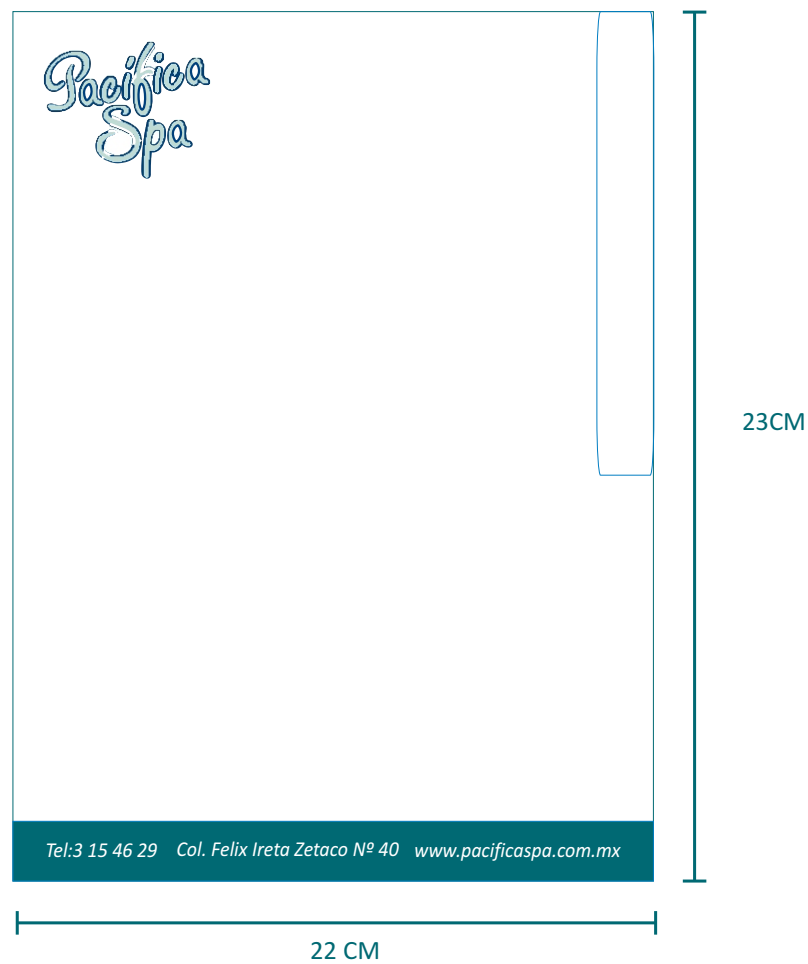 Pacífica
Spa
23CM
Tel:3 15 46 29 Col. Felix Ireta Zetaco Nº 40 www.pacificaspa.com.mx
22 CM